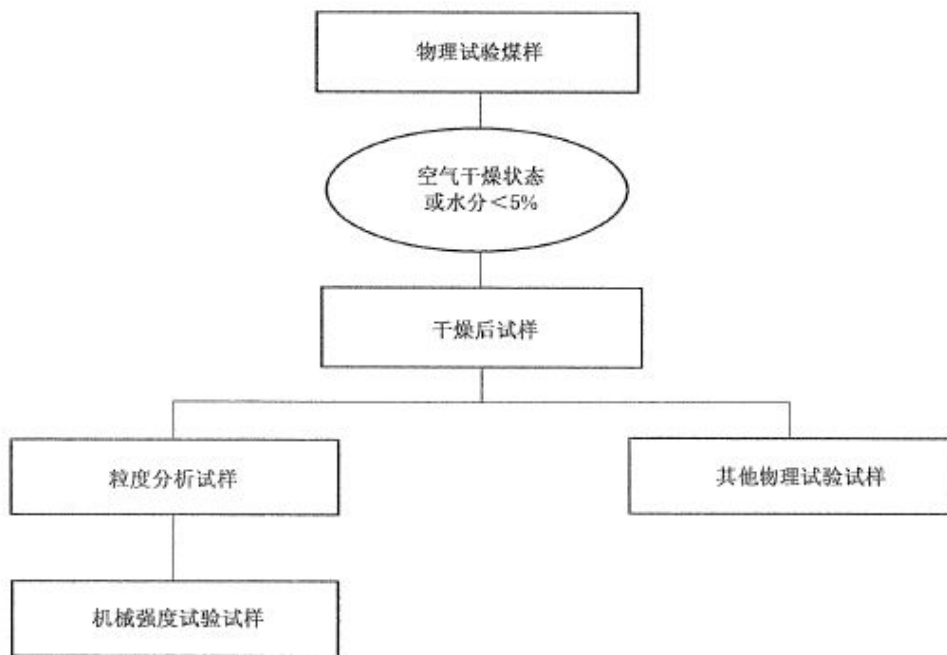 物理试验煤样
空气干燥状态
或水分＜5%
干燥后试样
粒度分析试样
其他物理试验试样
机械强度试验试样